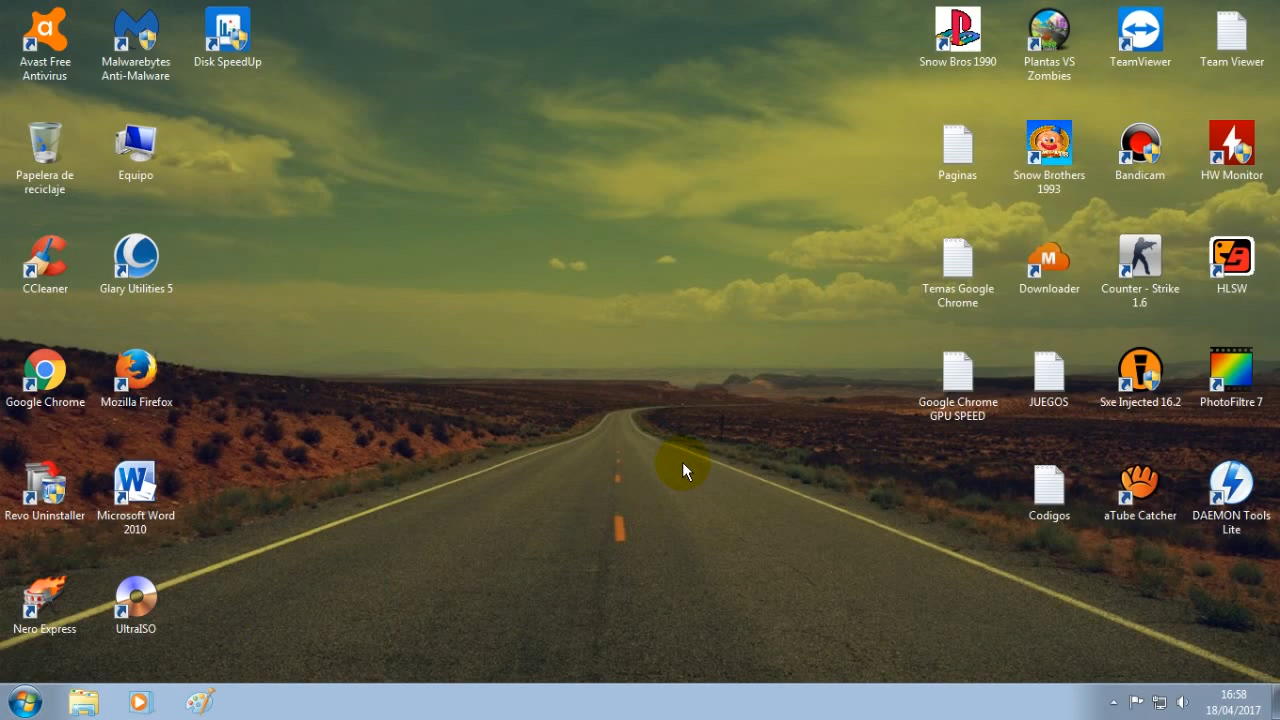 Avast Free
Antivirus
Malwarebytes
Anti-Malware
Disk SpeedUp
Snow Bros 1990
Plantas VS
Zombies
TeamViewer
Team Viewer
Papelera de
reciclaje
Equipo
Paginas
Snow Brothers
1993
Bandicam
HW Monitor
CCleaner
Glary Utilities 5
Temas Google
Chrome
M
Downloader
Counter - Strike
1.6
HLSW
Google Chrome
Mozilla Firefox
Google Chrome
GPU SPEED
JUEGOS
Sxe Injected 16.2
PhotoFiltre 7
Revo Uninstaller
W
Microsoft Word
2010
Codigos
aTube Catcher
DAEMON Tools
Lite
Nero Express
UltraISO
16:58
18/04/2017